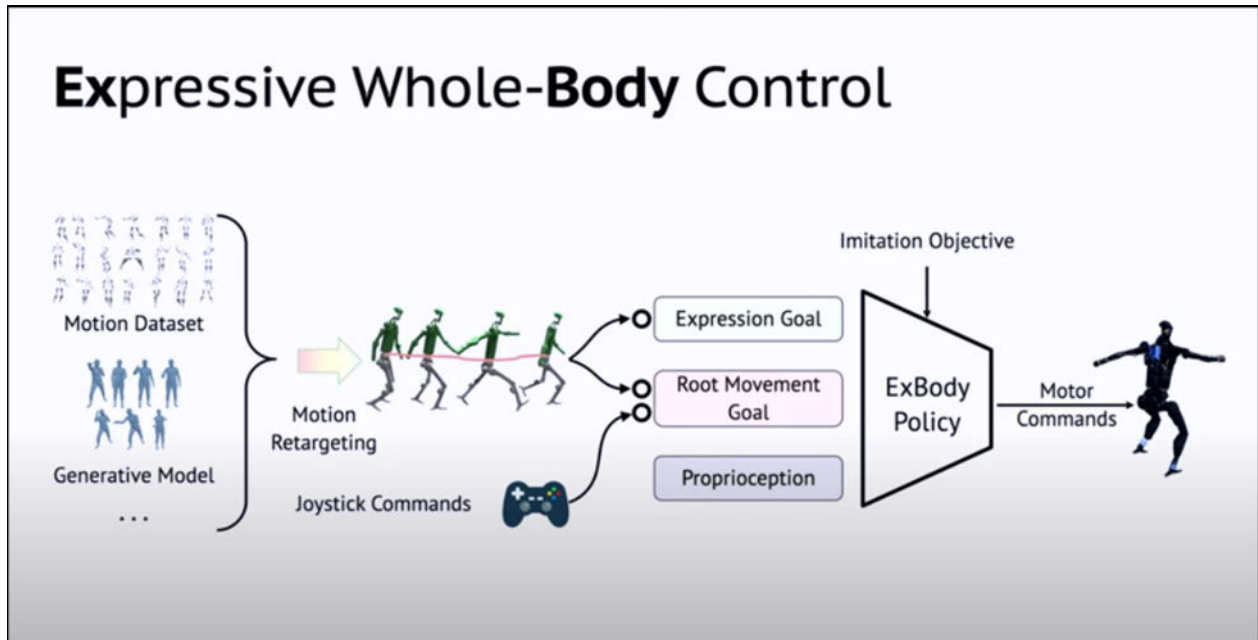 Expressive Whole-Body Control
Motion Dataset
Generative Model
...
Motion
Retargeting
Joystick Commands
Expression Goal
Root Movement
Goal
Proprioception
Imitation Objective
ExBody
Policy
Motor
Commands